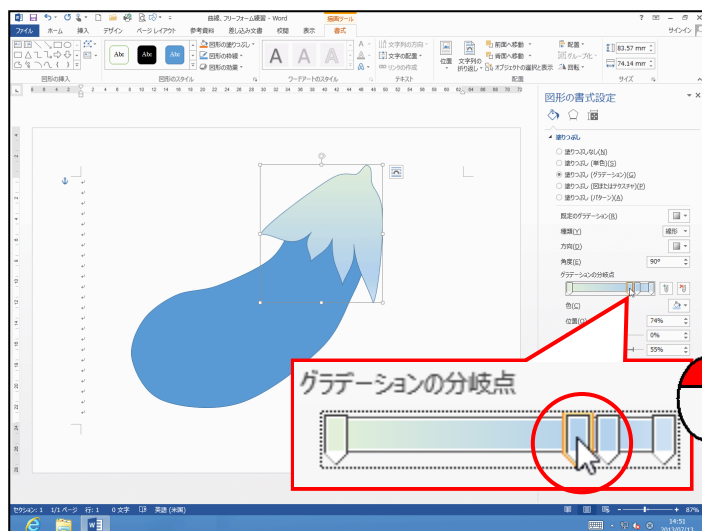 曲線、フリーフォーム練習 - Word
描画ツール
ファイル ホーム 挿入 デザイン ページ レイアウト 参考資料 差し込み文書 校閲 表示 書式
サインイン
Abc Abc Abc
図形の塗りつぶし
図形の枠線
図形の効果
文字列の方向
文字の配置
リンクの作成
位置 文字列の折り返し
前面へ移動
背面へ移動
オブジェクトの選択と表示
配置
グループ化
回転
83.57 mm
74.14 mm
図形の挿入 図形のスタイル ワードアートのスタイル テキスト 配置 サイズ
図形の書式設定
塗りつぶし
塗りつぶしなし(N)
塗りつぶし (単色)(S)
塗りつぶし (グラデーション)(G)
塗りつぶし (図またはテクスチャ)(P)
塗りつぶし (パターン)(A)
既定のグラデーション(R)
種類(Y) 線形
方向(D)
角度(E) 90°
グラデーションの分岐点
色(C)
位置(O) 74%
0%
55%
グラデーションの分岐点
セクション: 1 1/1 ページ 行: 1 0 文字 英語 (米国)
87%
14:51
2013/07/13